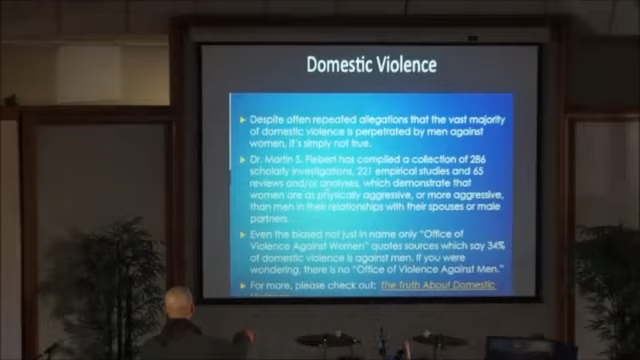 Domestic Violence
Despite often repeated allegations that the vast majority
of domestic violence is perpetrated by men against
women, it's simply not true.
Dr. Martin S. Fiebert has compiled a collection of 286
scholarly investigations, 221 empirical studies and 65
reviews and/or analyses, which demonstrate that
women are as physically aggressive, or more aggressive,
than men in their relationships with their spouses or male
partners.
Even the biased not just in name only "Office of
Violence Against Women" quotes sources which say 34%
of domestic violence is against men. If you were
wondering, there is no "Office of Violence Against Men."
For more, please check out: The Truth About Domestic